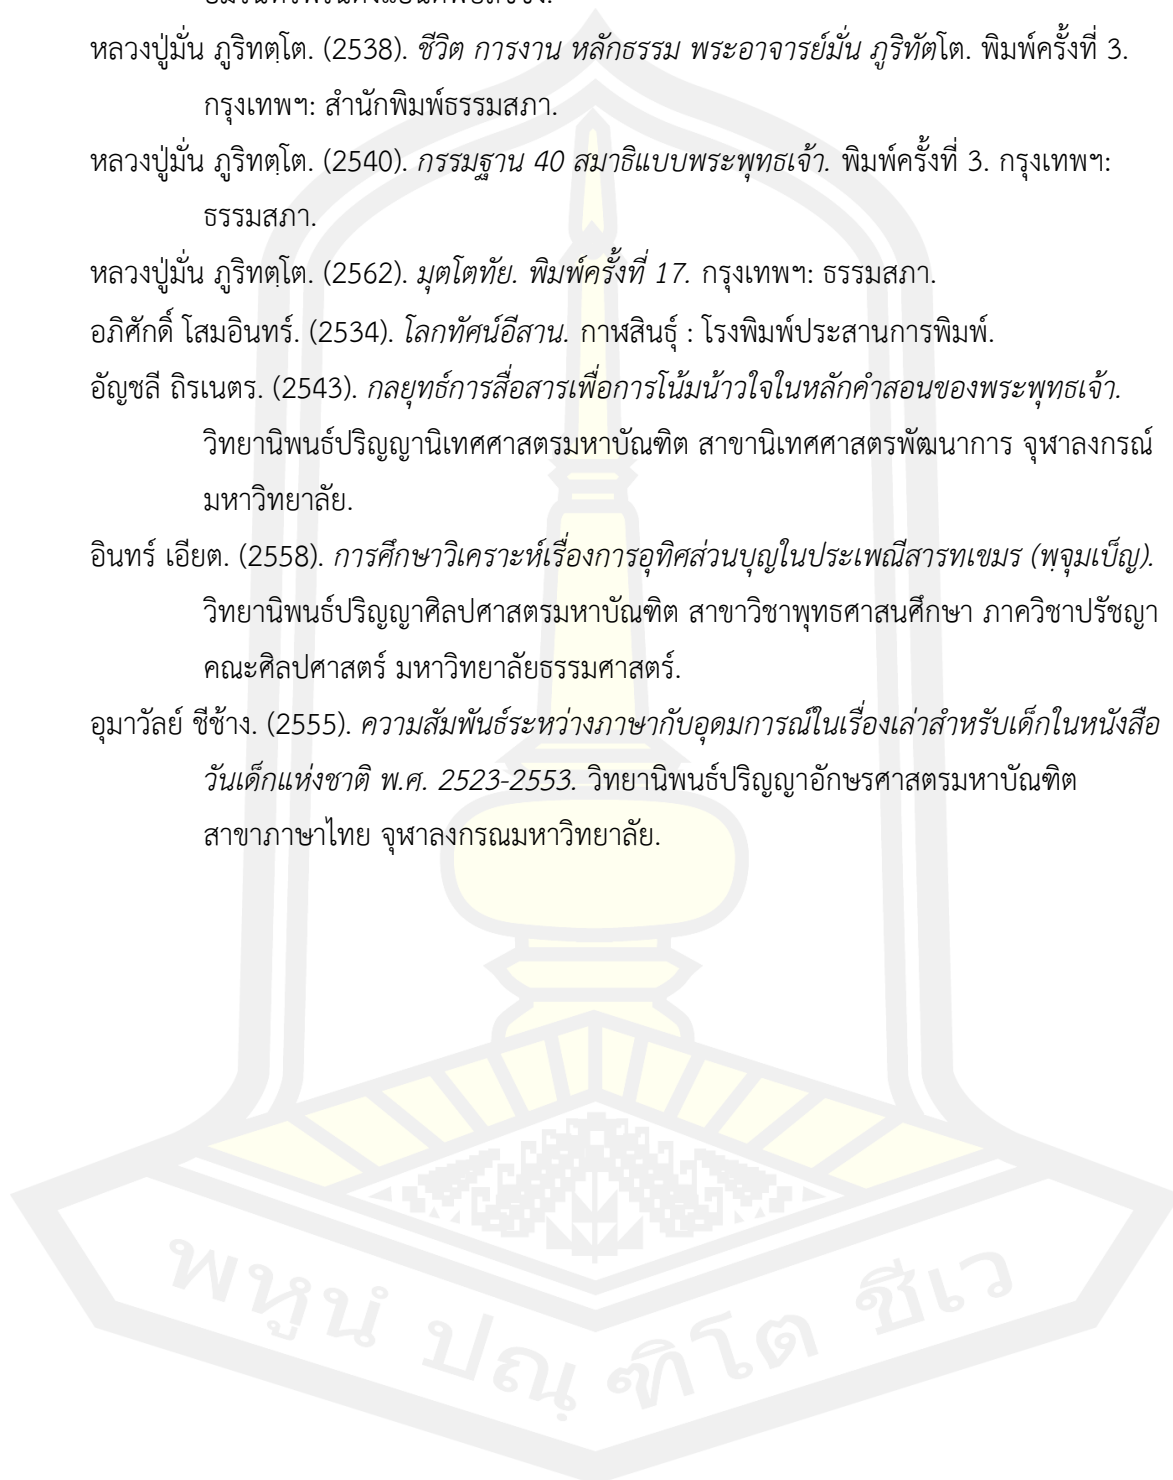 หลวงปู่มั่น ภูริทตฺโต. (2538). ชีวิต การงาน หลักธรรม พระอาจารย์มั่น ภูริทัตโต. พิมพ์ครั้งที่ 3.
กรุงเทพฯ: สำนักพิมพ์ธรรมสภา.
หลวงปู่มั่น ภูริทตฺโต. (2540). กรรมฐาน 40 สมาธิแบบพระพุทธเจ้า. พิมพ์ครั้งที่ 3. กรุงเทพฯ:
ธรรมสภา.
หลวงปู่มั่น ภูริทตฺโต. (2562). มุตโตทัย. พิมพ์ครั้งที่ 17. กรุงเทพฯ: ธรรมสภา.
อภิศักดิ์ โสมอินทร์. (2534). โลกทัศน์อีสาน. กาฬสินธุ์ : โรงพิมพ์ประสานการพิมพ์.
อัญชลี ถิรเนตร. (2543). กลยุทธ์การสื่อสารเพื่อการโน้มน้าวใจในหลักคำสอนของพระพุทธเจ้า.
วิทยานิพนธ์ปริญญานิเทศศาสตรมหาบัณฑิต สาขานิเทศศาสตรพัฒนาการ จุฬาลงกรณ์
มหาวิทยาลัย.
อินทร์ เอียต. (2558). การศึกษาวิเคราะห์เรื่องการอุทิศส่วนบุญในประเพณีสารทเขมร (พฺจุมเบ็ญ).
วิทยานิพนธ์ปริญญาศิลปศาสตรมหาบัณฑิต สาขาวิชาพุทธศาสนศึกษา ภาควิชาปรัชญา
คณะศิลปศาสตร์ มหาวิทยาลัยธรรมศาสตร์.
อุมาวัลย์ ชีช้าง. (2555). ความสัมพันธ์ระหว่างภาษากับอุดมการณ์ในเรื่องเล่าสำหรับเด็กในหนังสือ
วันเด็กแห่งชาติ พ.ศ. 2523-2553. วิทยานิพนธ์ปริญญาอักษรศาสตรมหาบัณฑิต
สาขาภาษาไทย จุฬาลงกรณมหาวิทยาลัย.
พหูนํ ปณฺฑิโต ชีเว